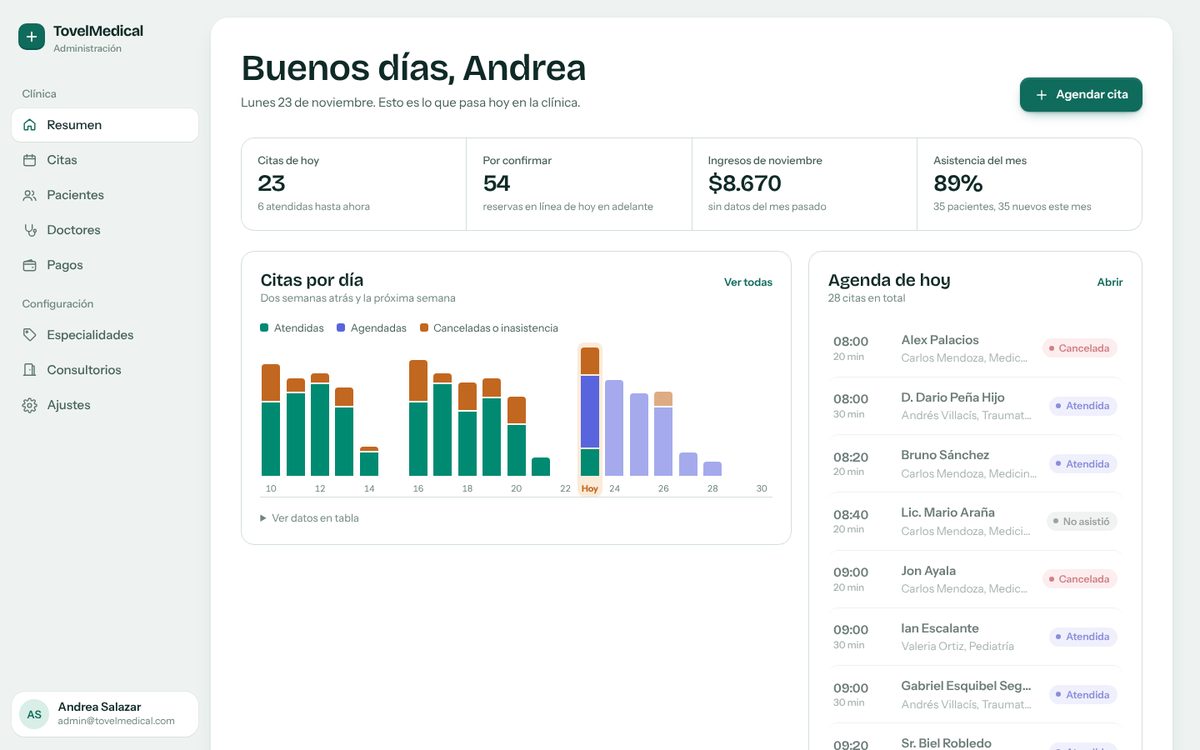 TovelMedical
Administración
Clínica
Resumen
Citas
Pacientes
Doctores
Pagos
Configuración
Especialidades
Consultorios
Ajustes
AS
Andrea Salazar
admin@tovelmedical.com
Buenos días, Andrea
Lunes 23 de noviembre. Esto es lo que pasa hoy en la clínica.
+ Agendar cita
Citas de hoy
23
6 atendidas hasta ahora
Por confirmar
54
reservas en línea de hoy en adelante
Ingresos de noviembre
$8.670
sin datos del mes pasado
Asistencia del mes
89%
35 pacientes, 35 nuevos este mes
Citas por día
Ver todas
Dos semanas atrás y la próxima semana
Atendidas Agendadas Canceladas o inasistencia
10 12 14 16 18 20 22 Hoy 24 26 28 30
Ver datos en tabla
Agenda de hoy
Abrir
28 citas en total
08:00 Alex Palacios Cancelada
20 min Carlos Mendoza, Medic...
08:00 D. Dario Peña Hijo Atendida
30 min Andrés Villacís, Traumat...
08:20 Bruno Sánchez Atendida
20 min Carlos Mendoza, Medicin...
08:40 Lic. Mario Araña No asistió
20 min Carlos Mendoza, Medici...
09:00 Jon Ayala Cancelada
20 min Carlos Mendoza, Medic...
09:00 Ian Escalante Atendida
30 min Valeria Ortiz, Pediatría
09:00 Gabriel Esquibel Seg... Atendida
30 min Andrés Villacís, Traumat...
09:20 Sr. Biel Robledo